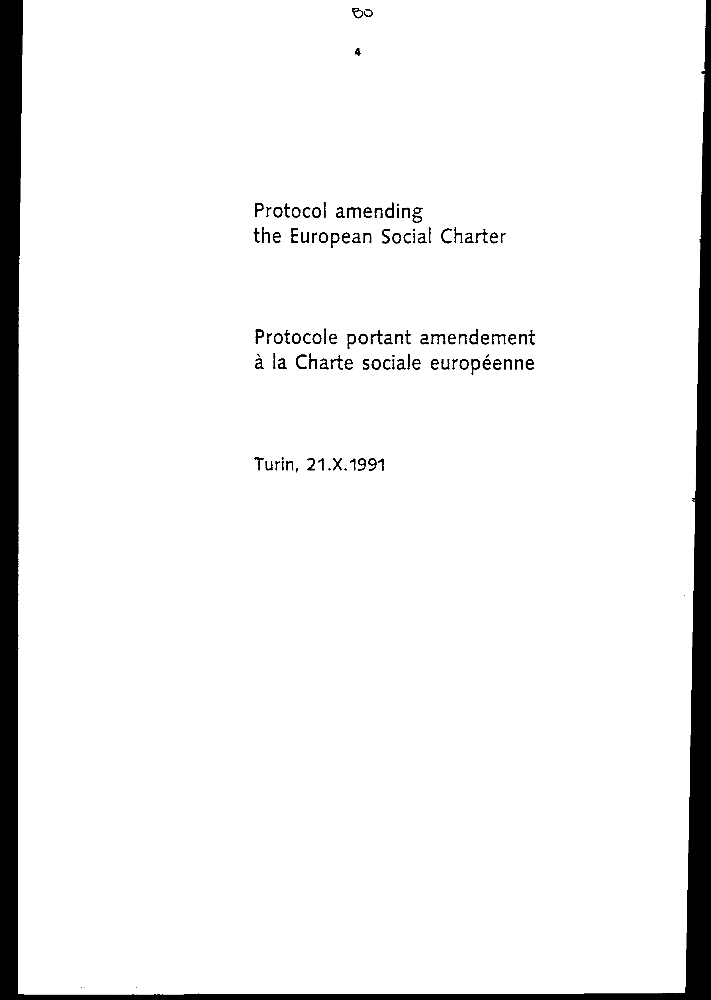 80
4
Protocol amending
the European Social Charter
Protocole portant amendement
à la Charte sociale européenne
Turin, 21.X.1991